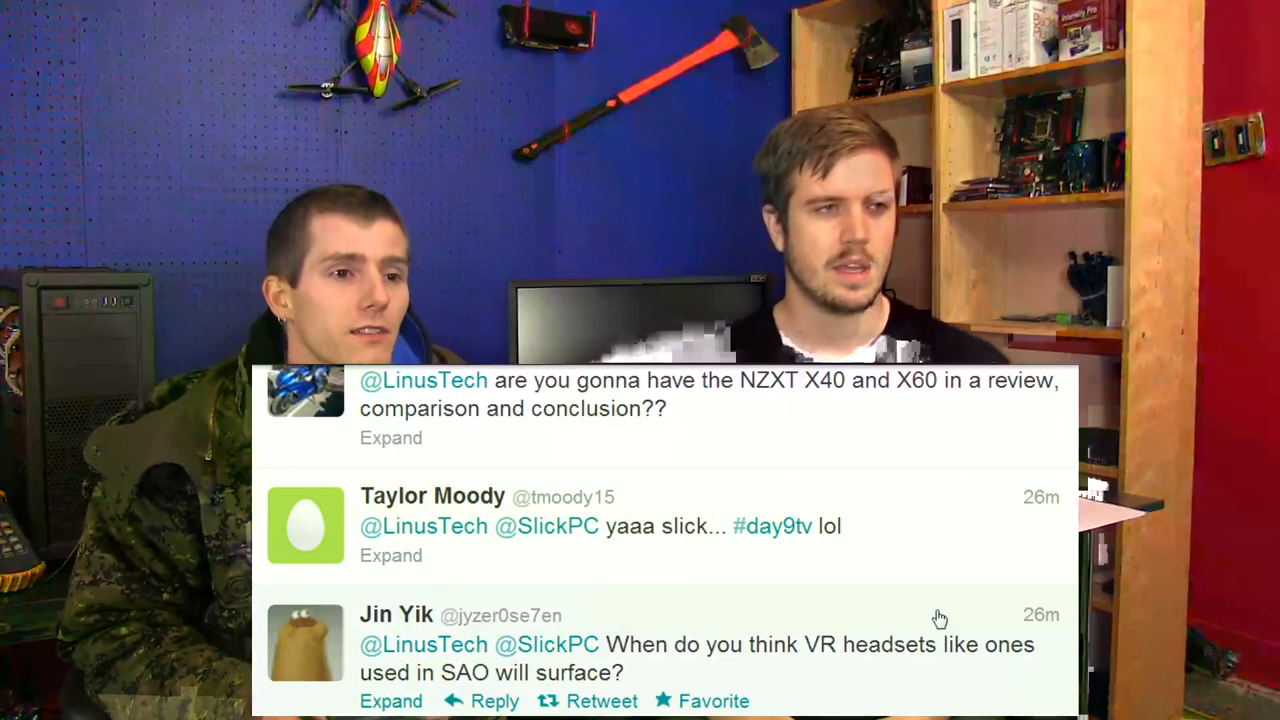 @LinusTech are you gonna have the NZXT X40 and X60 in a review,
comparison and conclusion??
Expand
Taylor Moody @tmoody15 26m
@LinusTech @SlickPC yaaa slick... #day9tv lol
Expand
Jin Yik @jyzer0se7en 26m
@LinusTech @SlickPC When do you think VR headsets like ones
used in SAO will surface?
Expand Reply Retweet Favorite